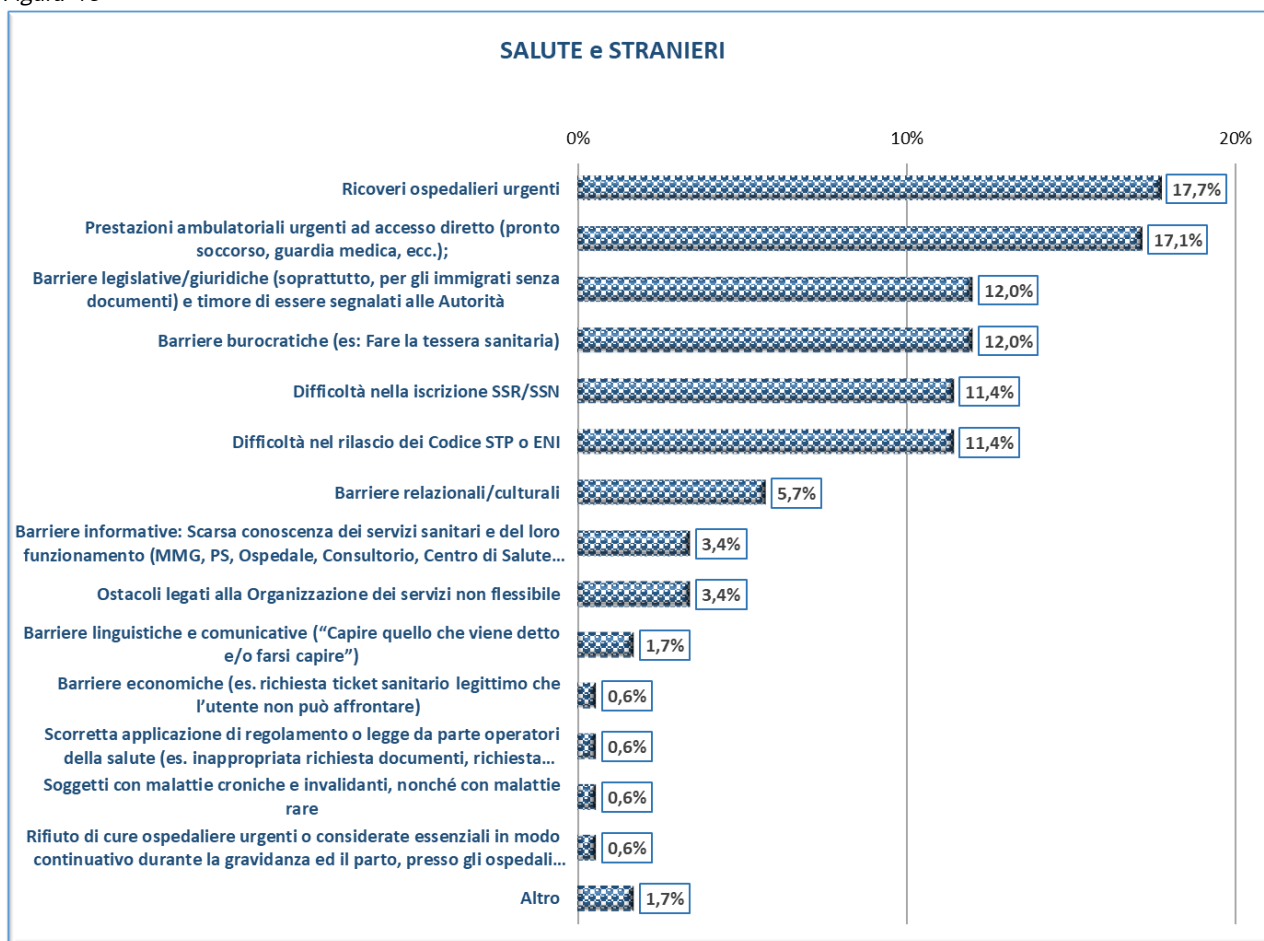 SALUTE e STRANIERI
0%
10%
20%
Ricoveri ospedalieri urgenti
17,7%
Prestazioni ambulatoriali urgenti ad accesso diretto (pronto
soccorso, guardia medica, ecc.);
17,1%
Barriere legislative/giuridiche (soprattutto, per gli immigrati senza
documenti) e timore di essere segnalati alle Autorità
12,0%
Barriere burocratiche (es: Fare la tessera sanitaria)
12,0%
Difficoltà nella iscrizione SSR/SSN
11,4%
Difficoltà nel rilascio dei Codice STP o ENI
11,4%
Barriere relazionali/culturali
5,7%
Barriere informative: Scarsa conoscenza dei servizi sanitari e del loro
funzionamento (MMG, PS, Ospedale, Consultorio, Centro di Salute...
3,4%
Ostacoli legati alla Organizzazione dei servizi non flessibile
3,4%
Barriere linguistiche e comunicative (“Capire quello che viene detto
e/o farsi capire”)
1,7%
Barriere economiche (es. richiesta ticket sanitario legittimo che
l’utente non può affrontare)
0,6%
Scorretta applicazione di regolamento o legge da parte operatori
della salute (es. inappropriata richiesta documenti, richiesta...
0,6%
Soggetti con malattie croniche e invalidanti, nonché con malattie
rare
0,6%
Rifiuto di cure ospedaliere urgenti o considerate essenziali in modo
continuativo durante la gravidanza ed il parto, presso gli ospedali...
0,6%
Altro
1,7%